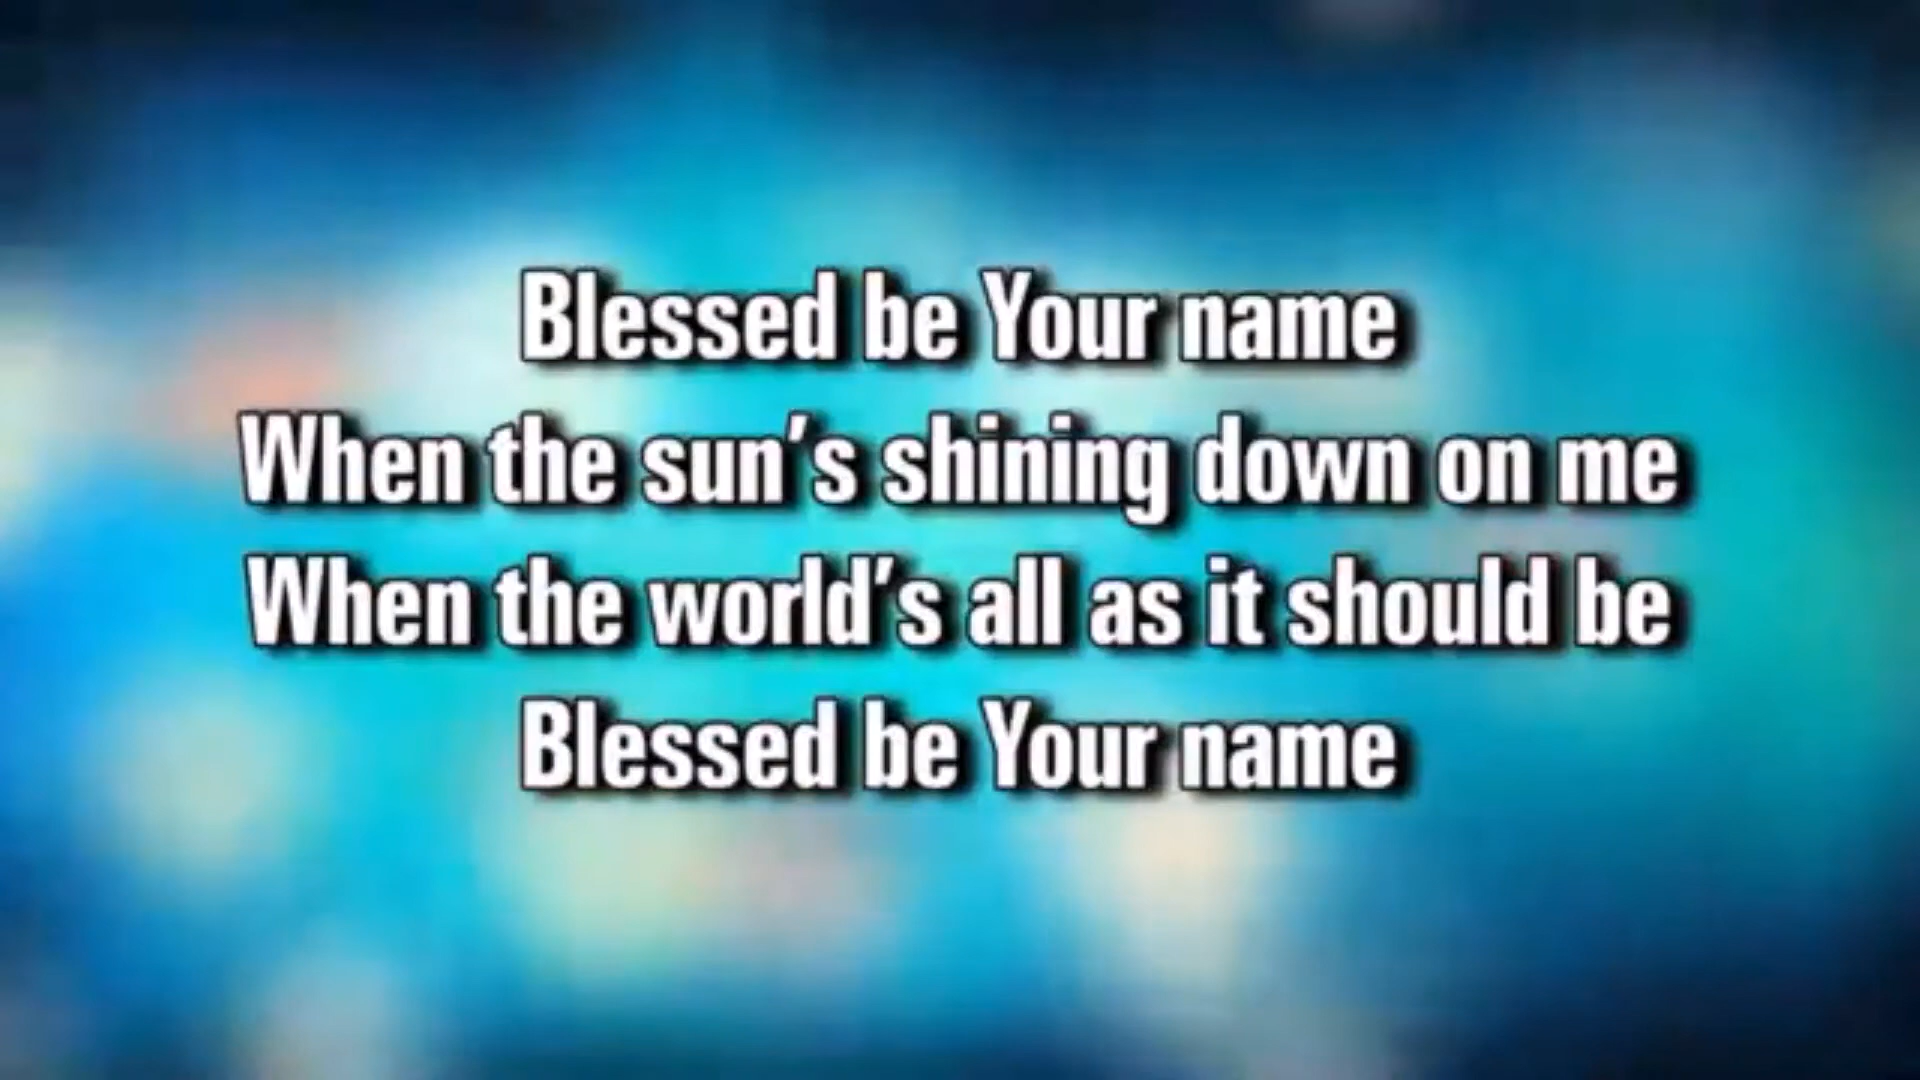 Blessed be Your name
When the sun's shining down on me
When the world's all as it should be
Blessed be Your name